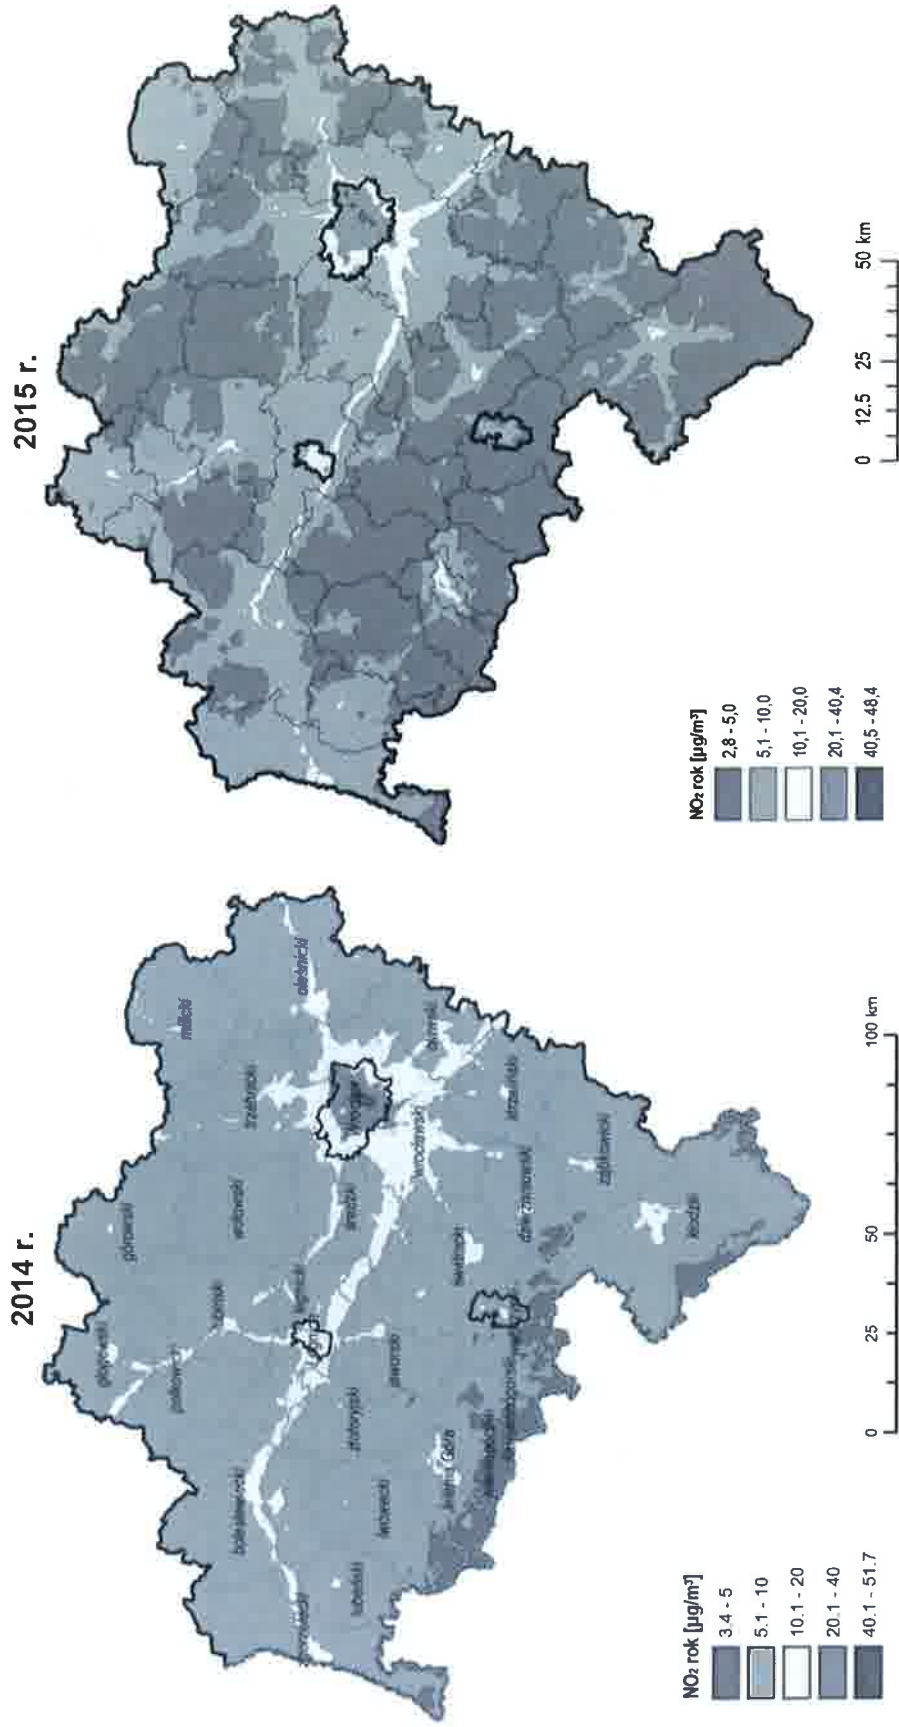 2014 r.
górowski
głogowski
milicki
polkowicki
lubiński
wołowski
trzebnicki
oleśnicki
bolesławiecki
legnicki
średzki
Wrocław
zgorzelecki
złotoryjski
lubański
lwówecki
jaworski
wrocławski
oławski
Jelenia Góra
świdnicki
dzierżoniowski
strzeliński
ząbkowicki
kłodzki
NO₂ rok [µg/m³]
3.4 - 5
5.1 - 10
10.1 - 20
20.1 - 40
40.1 - 51.7
0 25 50 100 km
2015 r.
NO₂ rok [µg/m³]
2,8 - 5,0
5,1 - 10,0
10,1 - 20,0
20,1 - 40,4
40,5 - 48,4
0 12.5 25 50 km